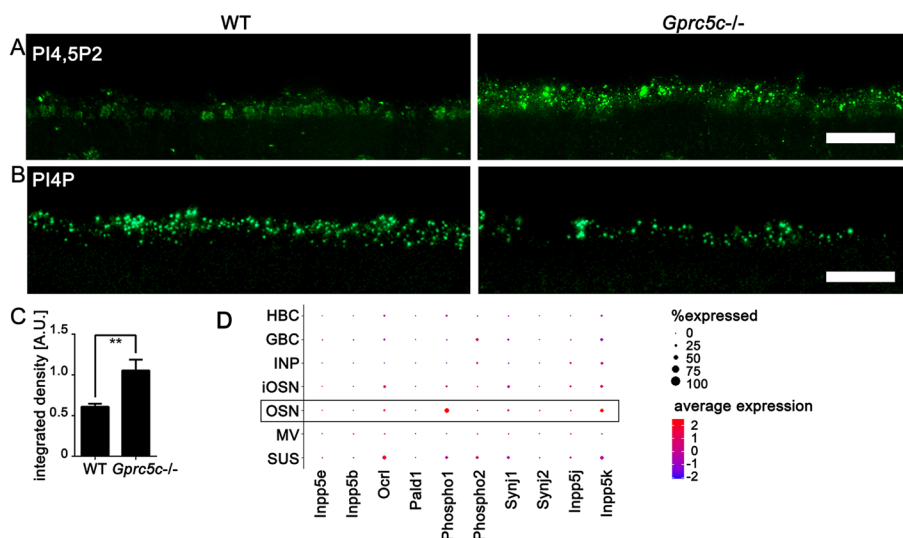 WT
Gprc5c-/-
A
PI4,5P2
B
PI4P
C
integrated density [A.U.]
1.5
1.0
0.5
0
**
WT Gprc5c-/-
D
HBC
GBC
INP
iOSN
OSN
MV
SUS
Inpp5e
Inpp5b
Ocrl
Pald1
Phospho1
Phospho2
Synj1
Synj2
Inpp5j
Inpp5k
%expressed
0
25
50
75
100
average expression
2
1
0
-1
-2